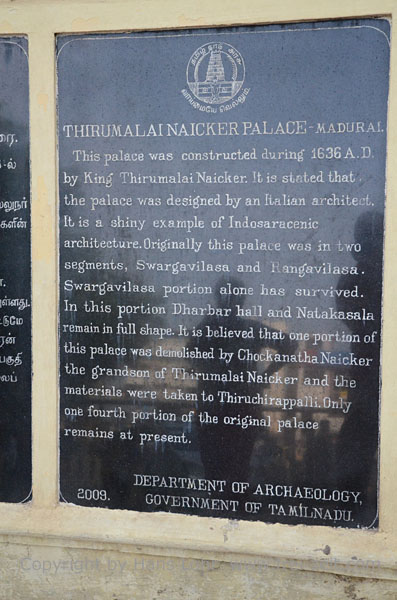 ரை.
தமிழ் நாடு அரசு
வாய்மையே வெல்லும்
THIRUMALAI NAICKER PALACE - MADURAI.
This palace was constructed during 1636 A.D.
by King Thirumalai Naicker. It is stated that
the palace was designed by an Italian architect.
It is a shiny example of Indosaracenic
architecture. Originally this palace was in two
segments, Swargavilasa and Rangavilasa.
Swargavilasa portion alone has survived.
In this portion Dharbar hall and Natakasala
remain in full shape. It is believed that one portion of
this palace was demolished by Chockanatha Naicker
the grandson of Thirumalai Naicker and the
materials were taken to Thiruchirappalli. Only
one fourth portion of the original palace
remains at present.
DEPARTMENT OF ARCHAEOLOGY,
2009. GOVERNMENT OF TAMILNADU.
Copyright by